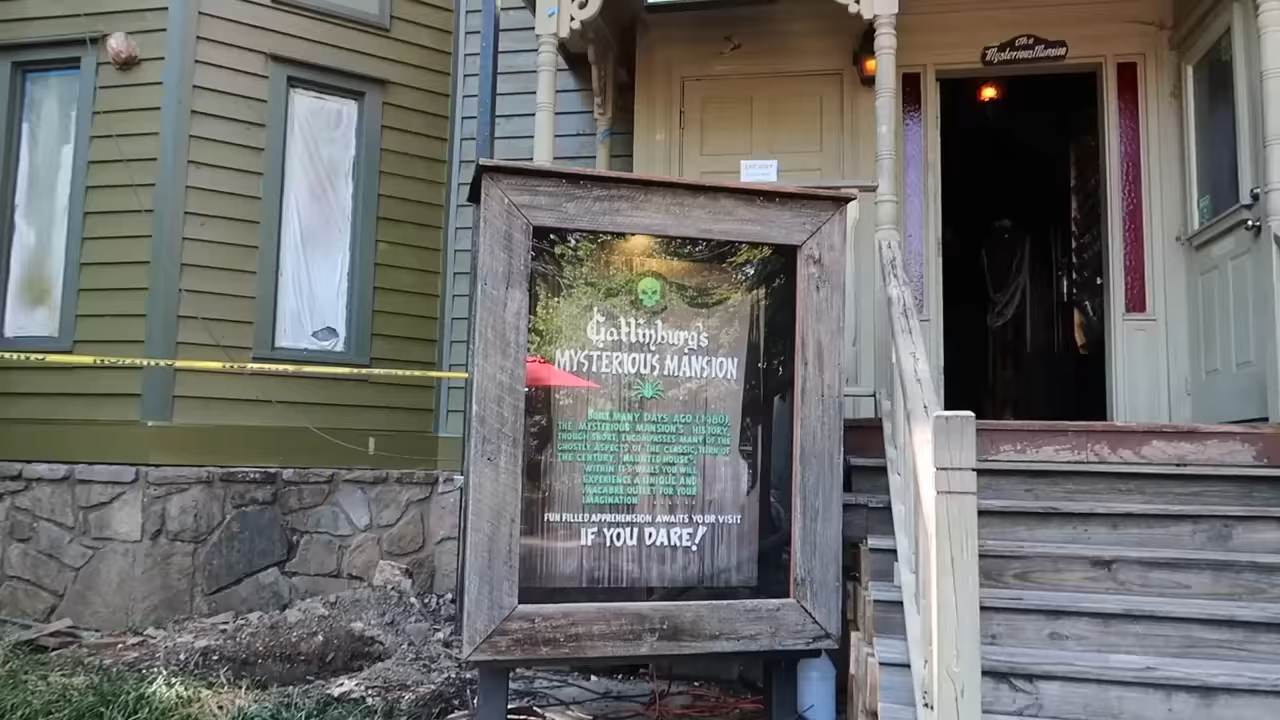 The
Mysterious Mansion
Gatlinburg's
MYSTERIOUS MANSION
BUILT MANY DAYS AGO (1980),
THE MYSTERIOUS MANSION'S HISTORY,
THOUGH SHORT, ENCOMPASSES MANY OF THE
GHOSTLY ASPECTS OF THE CLASSIC, TURN OF
THE CENTURY, "HAUNTED HOUSE".
WITHIN IT'S WALLS YOU WILL
EXPERIENCE A UNIQUE AND
MACABRE OUTLET FOR YOUR
IMAGINATION . . . . . .
FUN FILLED APPREHENSION AWAITS YOUR VISIT
IF YOU DARE!
CAUTION